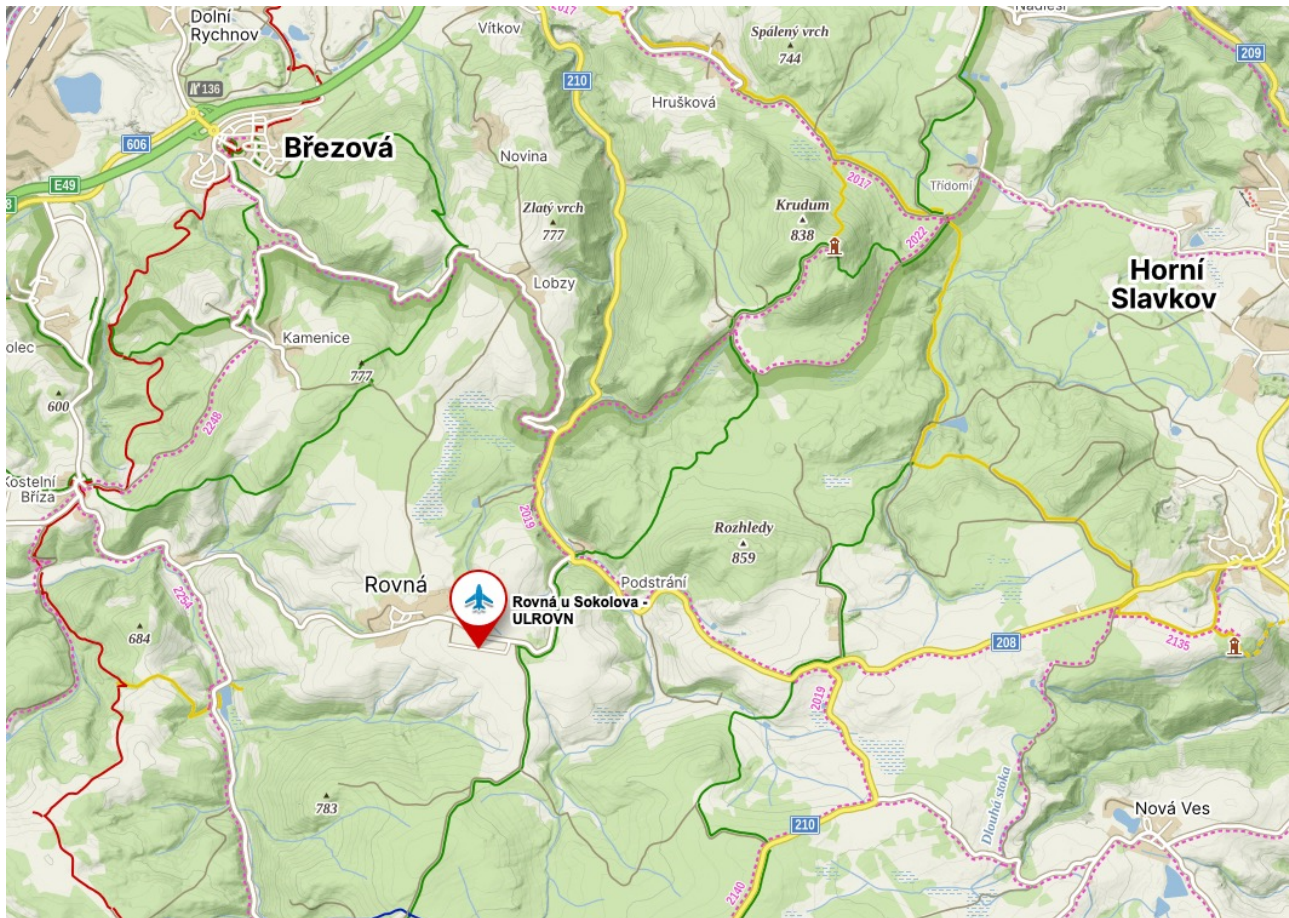 Dolní
Rychnov
Vítkov
2017
Nadlesí
Spálený vrch
744
209
210
136
Hrušková
606
Březová
Novina
E49
Třídomí
2017
Zlatý vrch
777
Krudum
838
2022
Horní
Slavkov
Lobzy
Kamenice
777
600
2248
Kostelní
Bříza
2019
Rozhledy
859
Rovná
Podstrání
2254
Rovná u Sokolova -
ULROVN
684
208
2135
2019
783
Dlouhá stoka
Nová Ves
210
2140